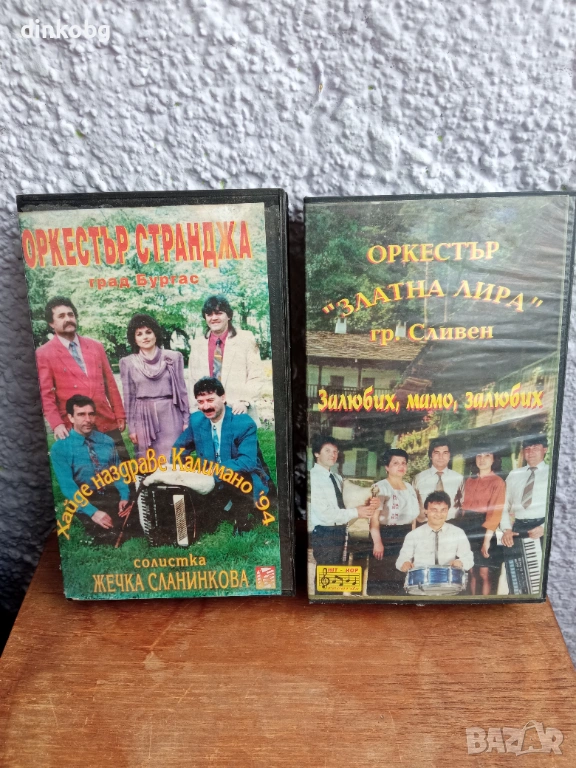 dinkobg
ОРКЕСТЪР СТРАНДЖА
град Бургас
Хайде наздраве Калимано '94
солистка
ЖЕЧКА СЛАНИНКОВА
ОРКЕСТЪР
"ЗЛАТНА ЛИРА"
гр. Сливен
Залюбих, мамо, залюбих
BAZAR